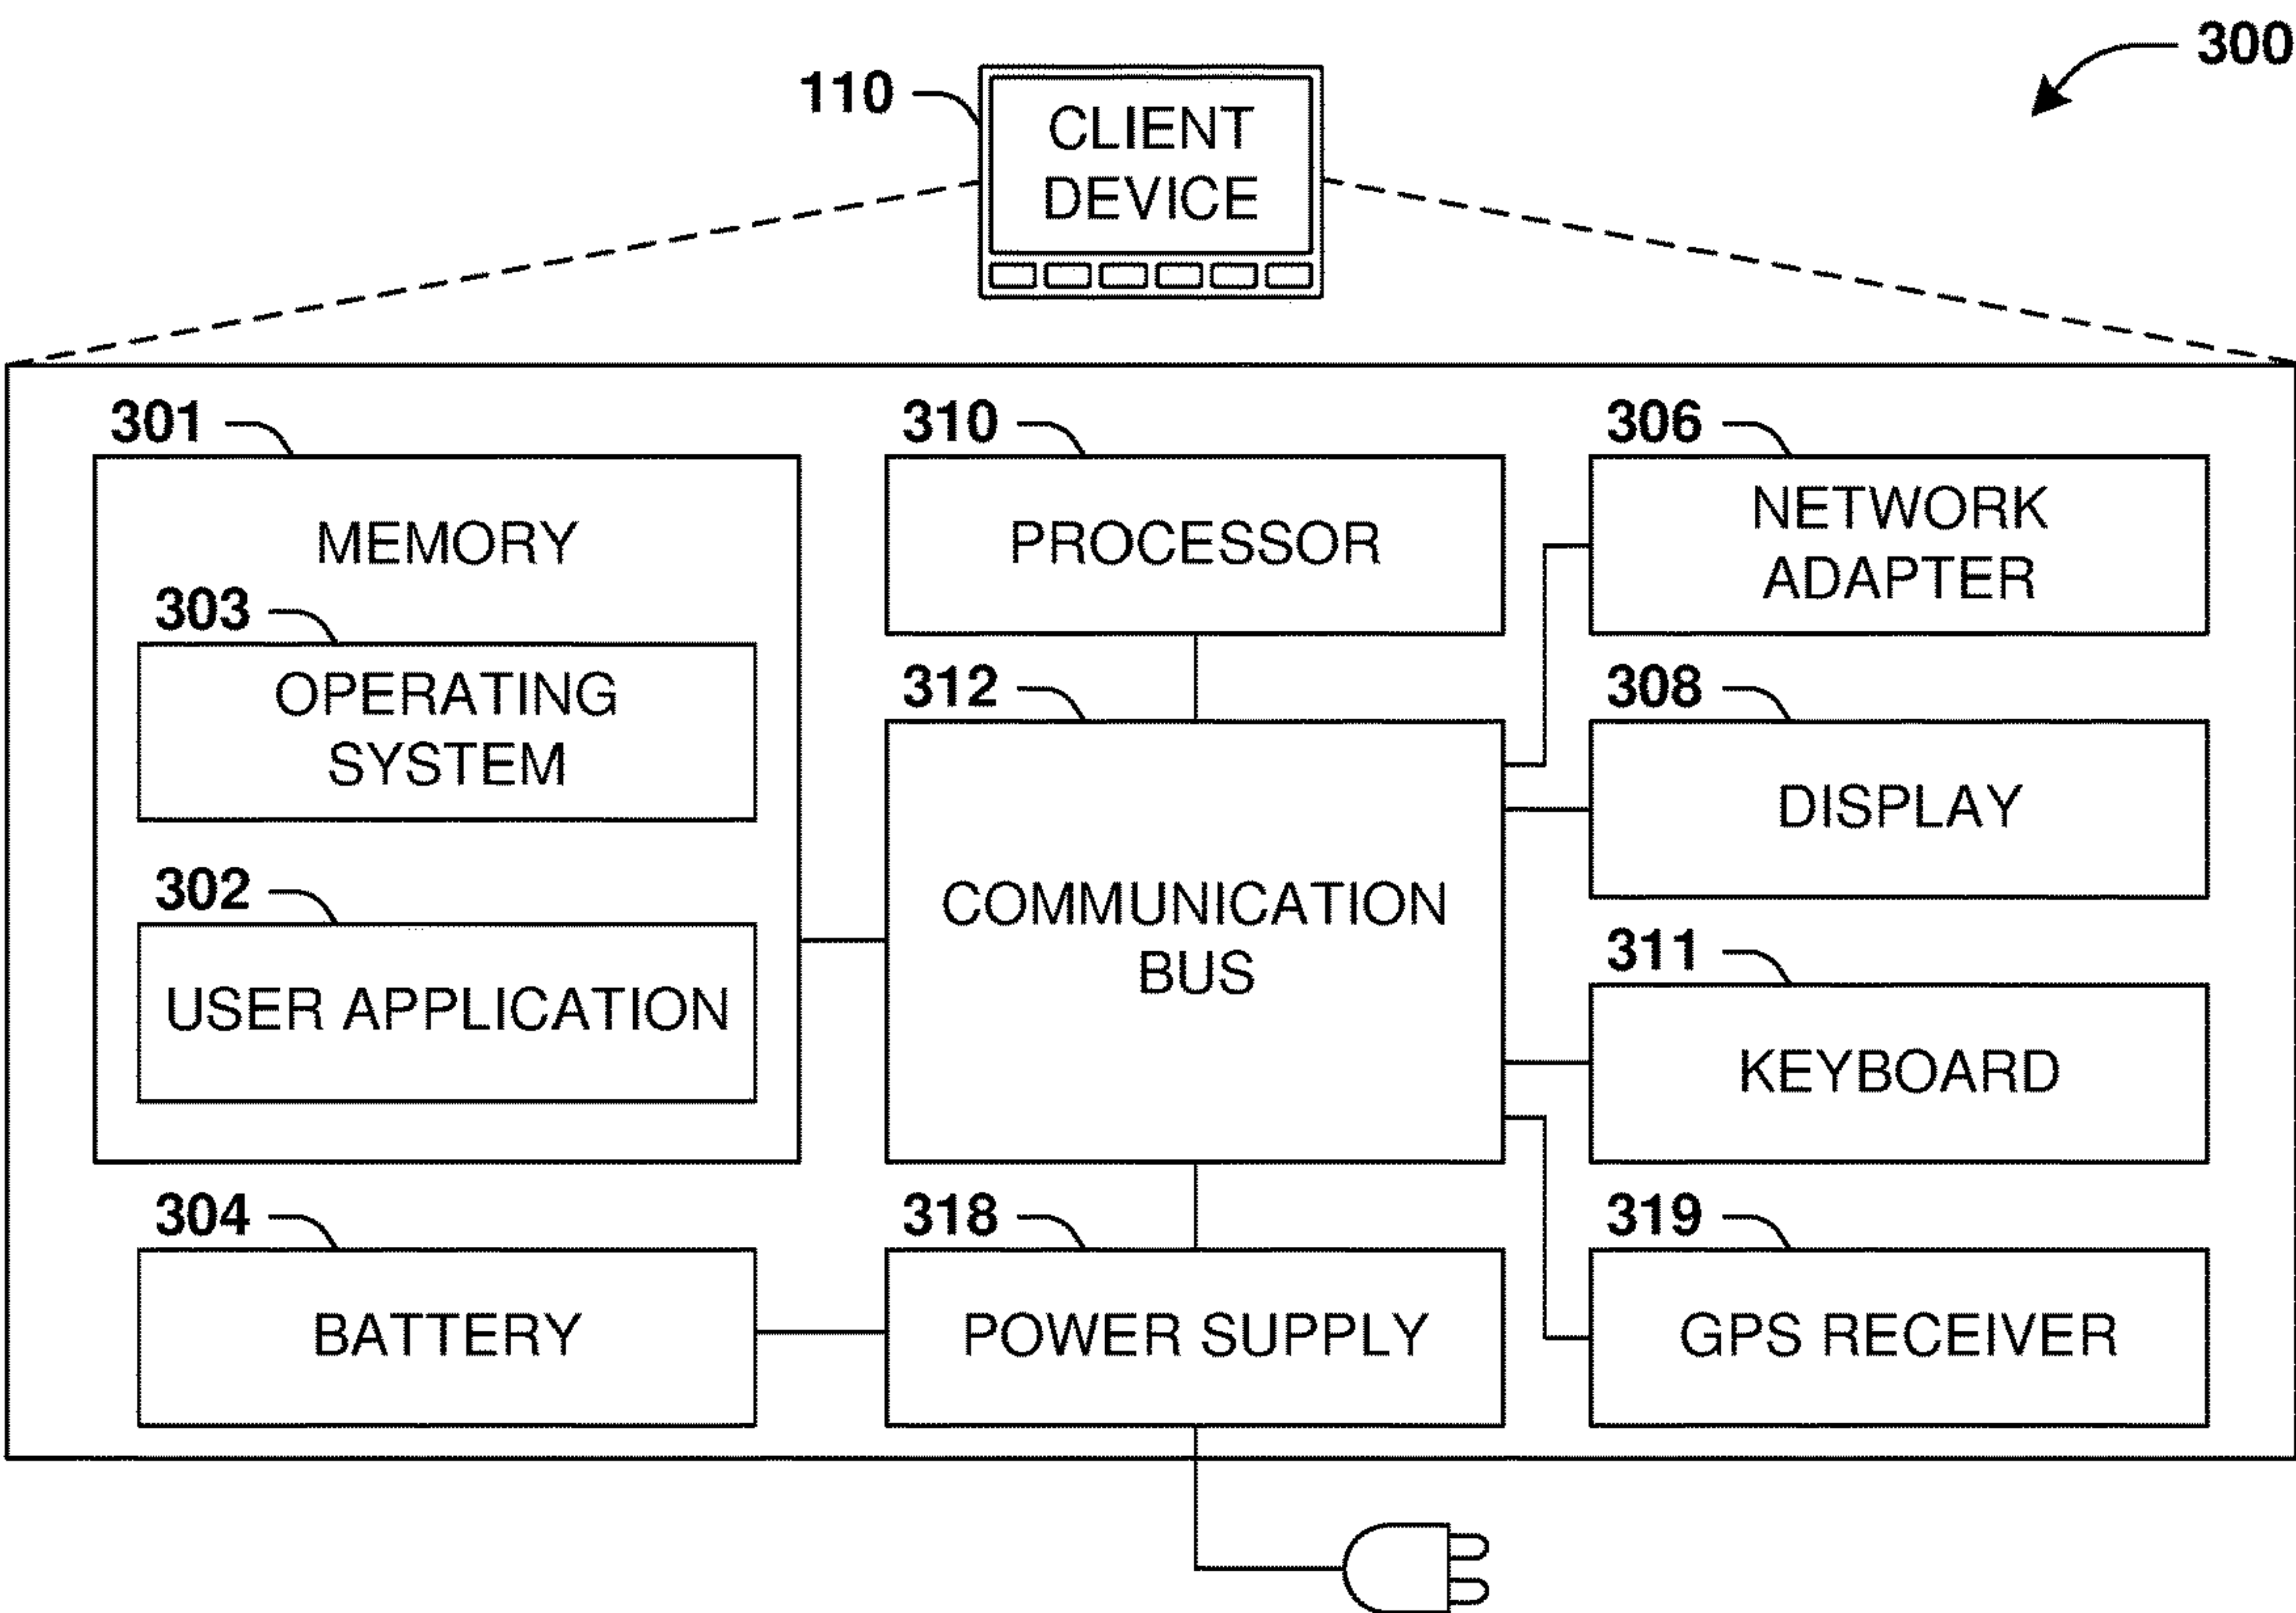 300
110
CLIENT
DEVICE
301
MEMORY
303
OPERATING
SYSTEM
302
USER APPLICATION
304
BATTERY
310
PROCESSOR
312
COMMUNICATION
BUS
318
POWER SUPPLY
306
NETWORK
ADAPTER
308
DISPLAY
311
KEYBOARD
319
GPS RECEIVER